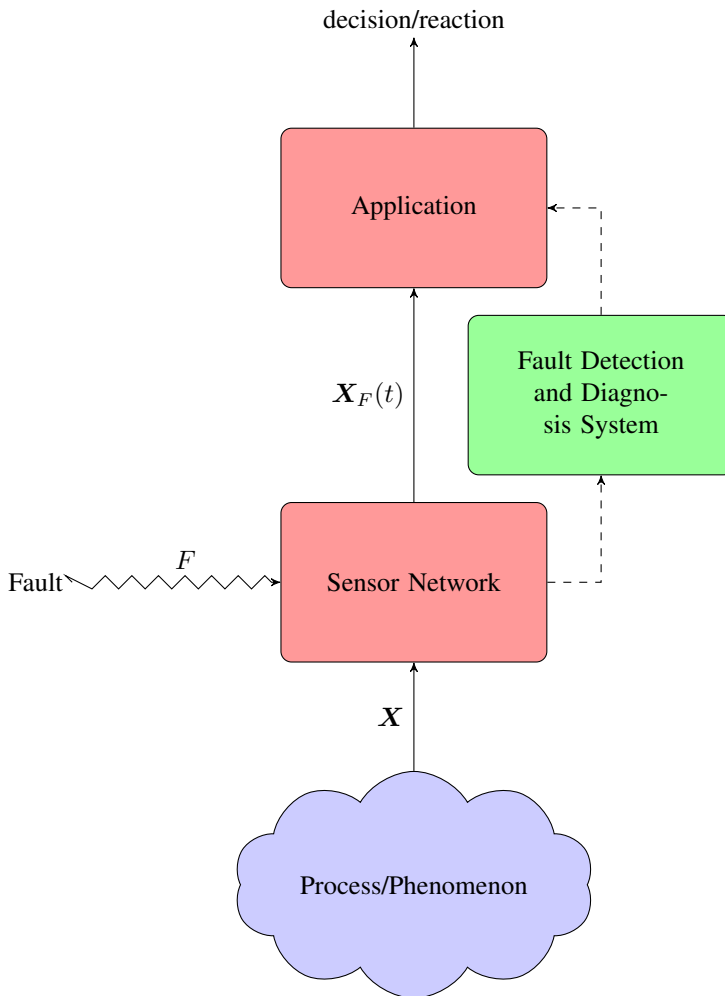 decision/reaction
Application
Fault Detection
and Diagno-
sis System
X_F(t)
Fault
F
Sensor Network
X
Process/Phenomenon